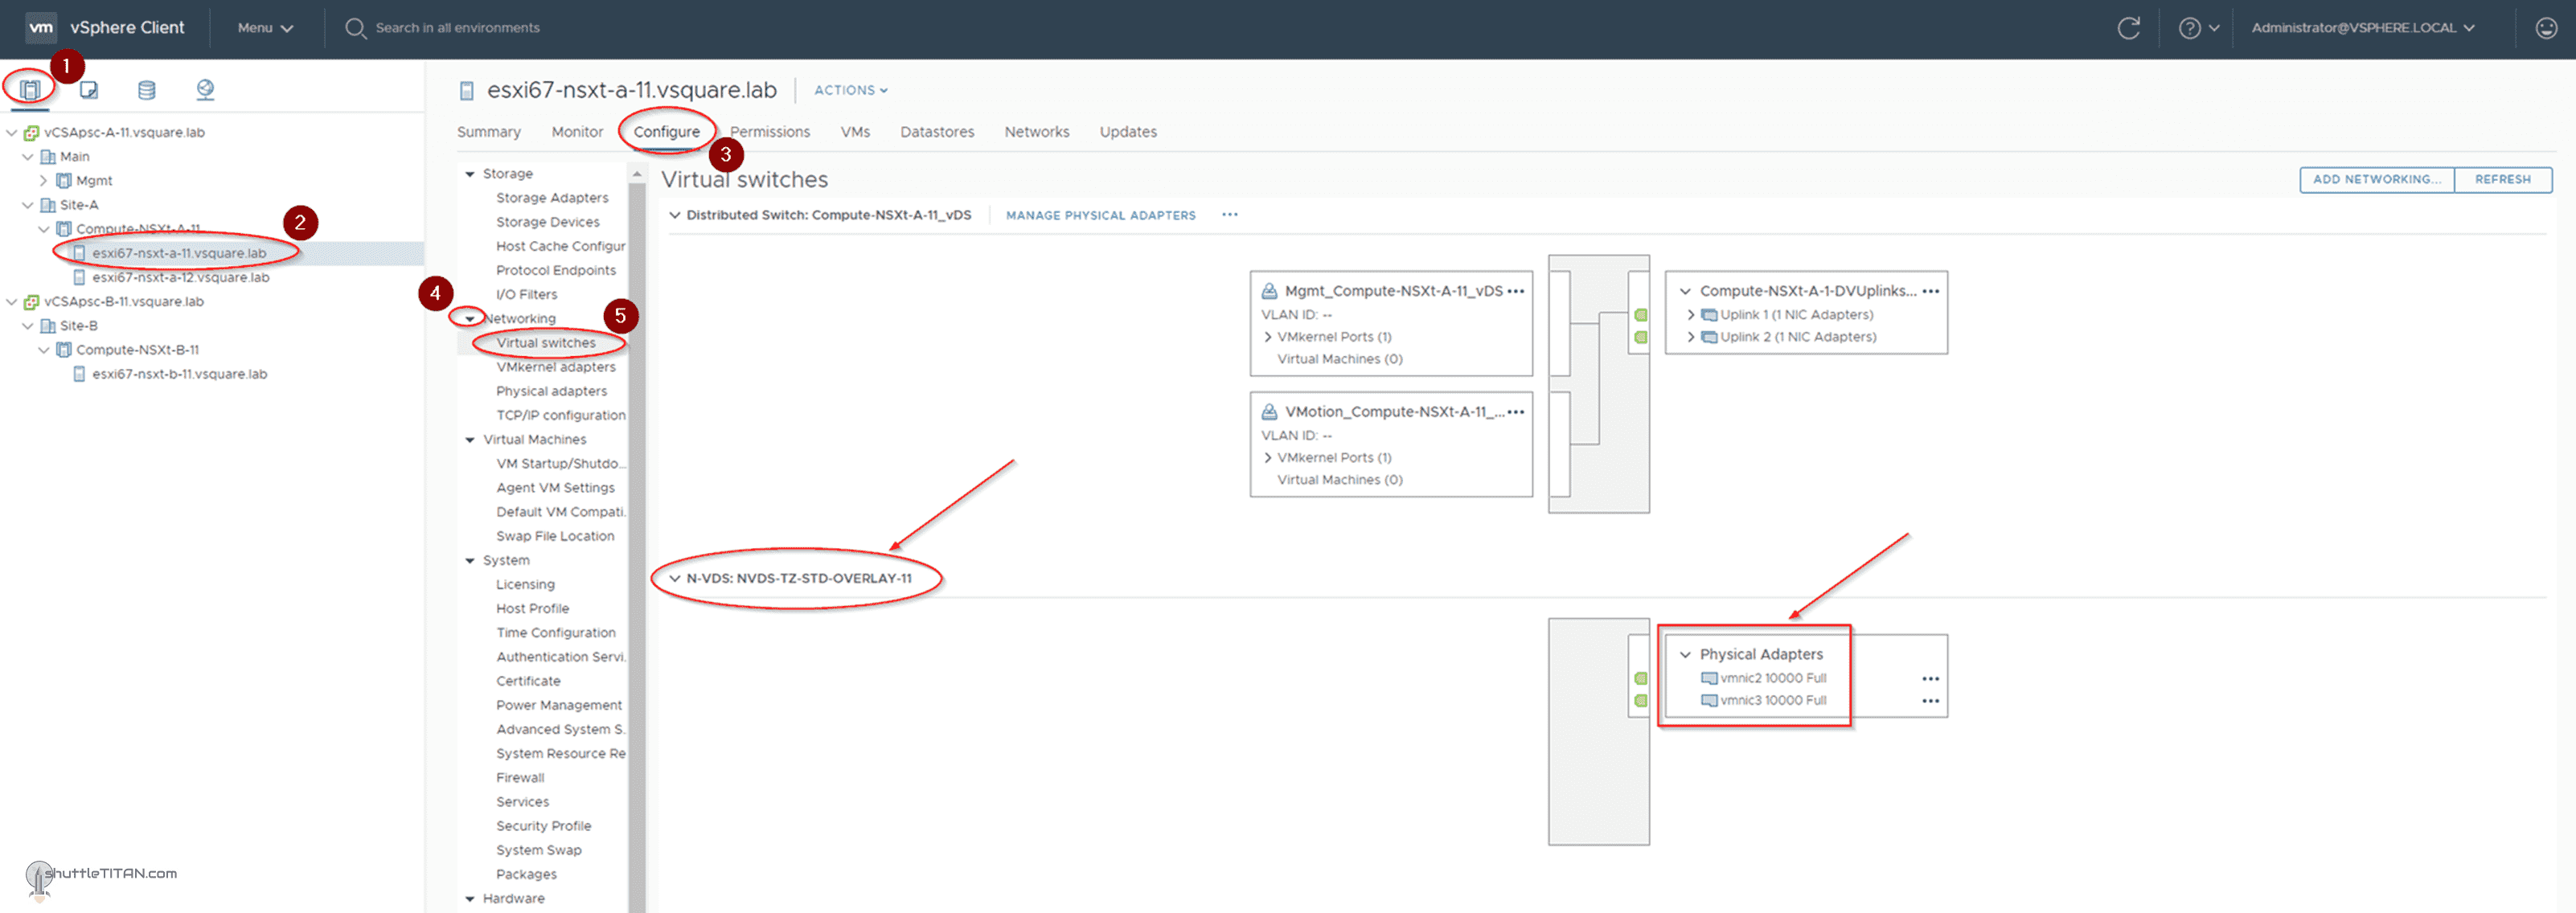 vm vSphere Client Menu Search in all environments Administrator@VSPHERE.LOCAL
1
vCSApsc-A-11.vsquare.lab
Main
Mgmt
Site-A
Compute-NSXt-A-11
2
esxi67-nsxt-a-11.vsquare.lab
esxi67-nsxt-a-12.vsquare.lab
vCSApsc-B-11.vsquare.lab
Site-B
Compute-NSXt-B-11
esxi67-nsxt-b-11.vsquare.lab
esxi67-nsxt-a-11.vsquare.lab ACTIONS
Summary Monitor Configure Permissions VMs Datastores Networks Updates
3
Storage
Storage Adapters
Storage Devices
Host Cache Configur
Protocol Endpoints
I/O Filters
4
Networking
5
Virtual switches
VMkernel adapters
Physical adapters
TCP/IP configuration
Virtual Machines
VM Startup/Shutdo...
Agent VM Settings
Default VM Compati.
Swap File Location
System
Licensing
Host Profile
Time Configuration
Authentication Servi.
Certificate
Power Management
Advanced System S.
System Resource Re
Firewall
Services
Security Profile
System Swap
Packages
Hardware
Virtual switches
ADD NETWORKING... REFRESH
Distributed Switch: Compute-NSXt-A-11_vDS MANAGE PHYSICAL ADAPTERS ...
Mgmt_Compute-NSXt-A-11_vDS ...
VLAN ID: --
VMkernel Ports (1)
Virtual Machines (0)
VMotion_Compute-NSXt-A-11_... ...
VLAN ID: --
VMkernel Ports (1)
Virtual Machines (0)
Compute-NSXt-A-1-DVUplinks... ...
Uplink 1 (1 NIC Adapters)
Uplink 2 (1 NIC Adapters)
N-VDS: NVDS-TZ-STD-OVERLAY-11
Physical Adapters
vmnic2 10000 Full ...
vmnic3 10000 Full ...
shuttleTITAN.com